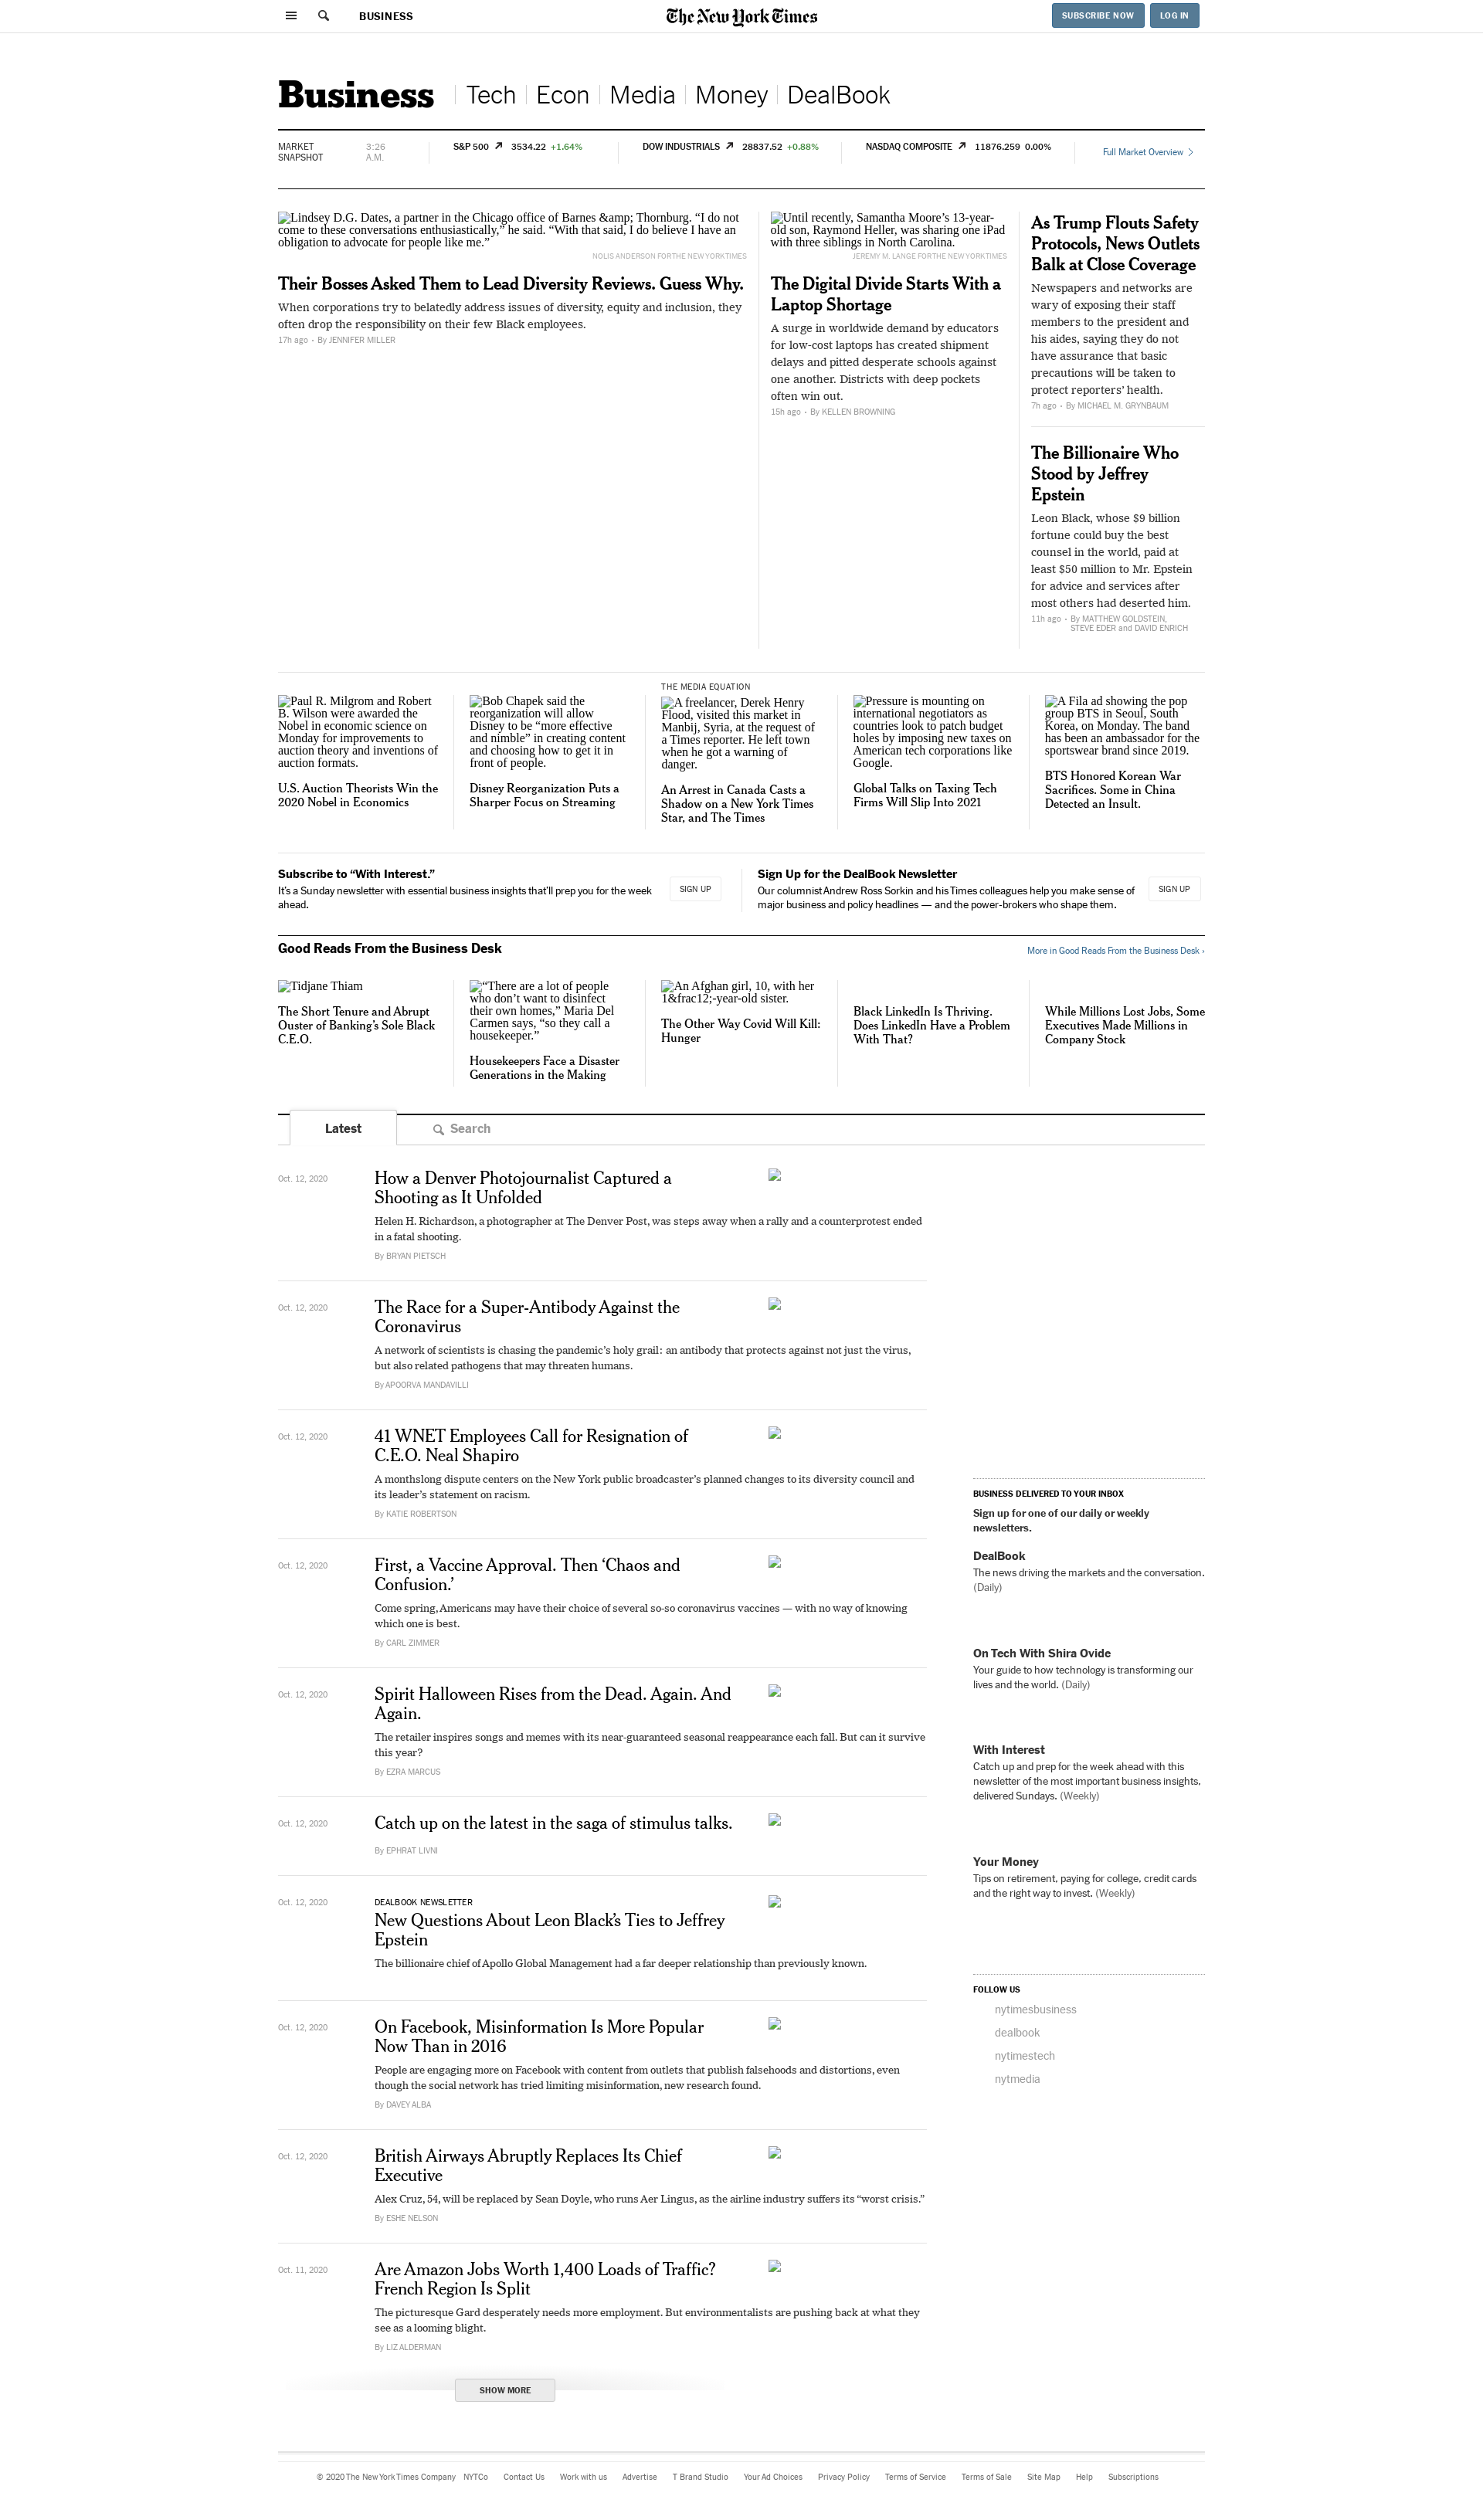 BUSINESS
The New York Times
SUBSCRIBE NOW
LOG IN
Business
Tech
Econ
Media
Money
DealBook
MARKET
SNAPSHOT
3:26
A.M.
S&P 500 3534.22 +1.64%
DOW INDUSTRIALS 28837.52 +0.88%
NASDAQ COMPOSITE 11876.259 0.00%
Full Market Overview
Lindsey D.G. Dates, a partner in the Chicago office of Barnes &amp; Thornburg. “I do not
come to these conversations enthusiastically,” he said. “With that said, I do believe I have an
obligation to advocate for people like me.”
NOLIS ANDERSON FOR THE NEW YORK TIMES
Their Bosses Asked Them to Lead Diversity Reviews. Guess Why.
When corporations try to belatedly address issues of diversity, equity and inclusion, they
often drop the responsibility on their few Black employees.
17h ago • By JENNIFER MILLER
Until recently, Samantha Moore’s 13-year-
old son, Raymond Heller, was sharing one iPad
with three siblings in North Carolina.
JEREMY M. LANGE FOR THE NEW YORK TIMES
The Digital Divide Starts With a
Laptop Shortage
A surge in worldwide demand by educators
for low-cost laptops has created shipment
delays and pitted desperate schools against
one another. Districts with deep pockets
often win out.
15h ago • By KELLEN BROWNING
As Trump Flouts Safety
Protocols, News Outlets
Balk at Close Coverage
Newspapers and networks are
wary of exposing their staff
members to the president and
his aides, saying they do not
have assurance that basic
precautions will be taken to
protect reporters’ health.
7h ago • By MICHAEL M. GRYNBAUM
The Billionaire Who
Stood by Jeffrey
Epstein
Leon Black, whose $9 billion
fortune could buy the best
counsel in the world, paid at
least $50 million to Mr. Epstein
for advice and services after
most others had deserted him.
11h ago • By MATTHEW GOLDSTEIN,
STEVE EDER and DAVID ENRICH
Paul R. Milgrom and Robert
B. Wilson were awarded the
Nobel in economic science on
Monday for improvements to
auction theory and inventions of
auction formats.
U.S. Auction Theorists Win the
2020 Nobel in Economics
Bob Chapek said the
reorganization will allow
Disney to be “more effective
and nimble” in creating content
and choosing how to get it in
front of people.
Disney Reorganization Puts a
Sharper Focus on Streaming
THE MEDIA EQUATION
A freelancer, Derek Henry
Flood, visited this market in
Manbij, Syria, at the request of
a Times reporter. He left town
when he got a warning of
danger.
An Arrest in Canada Casts a
Shadow on a New York Times
Star, and The Times
Pressure is mounting on
international negotiators as
countries look to patch budget
holes by imposing new taxes on
American tech corporations like
Google.
Global Talks on Taxing Tech
Firms Will Slip Into 2021
A Fila ad showing the pop
group BTS in Seoul, South
Korea, on Monday. The band
has been an ambassador for the
sportswear brand since 2019.
BTS Honored Korean War
Sacrifices. Some in China
Detected an Insult.
Subscribe to “With Interest.”
It’s a Sunday newsletter with essential business insights that’ll prep you for the week
ahead.
SIGN UP
Sign Up for the DealBook Newsletter
Our columnist Andrew Ross Sorkin and his Times colleagues help you make sense of
major business and policy headlines — and the power-brokers who shape them.
SIGN UP
Good Reads From the Business Desk
More in Good Reads From the Business Desk ›
Tidjane Thiam
The Short Tenure and Abrupt
Ouster of Banking’s Sole Black
C.E.O.
“There are a lot of people
who don’t want to disinfect
their own homes,” Maria Del
Carmen says, “so they call a
housekeeper.”
Housekeepers Face a Disaster
Generations in the Making
An Afghan girl, 10, with her
1&frac12;-year-old sister.
The Other Way Covid Will Kill:
Hunger
Black LinkedIn Is Thriving.
Does LinkedIn Have a Problem
With That?
While Millions Lost Jobs, Some
Executives Made Millions in
Company Stock
Latest
Search
Oct. 12, 2020
How a Denver Photojournalist Captured a
Shooting as It Unfolded
Helen H. Richardson, a photographer at The Denver Post, was steps away when a rally and a counterprotest ended
in a fatal shooting.
By BRYAN PIETSCH
Oct. 12, 2020
The Race for a Super-Antibody Against the
Coronavirus
A network of scientists is chasing the pandemic’s holy grail: an antibody that protects against not just the virus,
but also related pathogens that may threaten humans.
By APOORVA MANDAVILLI
Oct. 12, 2020
41 WNET Employees Call for Resignation of
C.E.O. Neal Shapiro
A monthslong dispute centers on the New York public broadcaster’s planned changes to its diversity council and
its leader’s statement on racism.
By KATIE ROBERTSON
Oct. 12, 2020
First, a Vaccine Approval. Then ‘Chaos and
Confusion.’
Come spring, Americans may have their choice of several so-so coronavirus vaccines — with no way of knowing
which one is best.
By CARL ZIMMER
Oct. 12, 2020
Spirit Halloween Rises from the Dead. Again. And
Again.
The retailer inspires songs and memes with its near-guaranteed seasonal reappearance each fall. But can it survive
this year?
By EZRA MARCUS
Oct. 12, 2020
Catch up on the latest in the saga of stimulus talks.
By EPHRAT LIVNI
Oct. 12, 2020
DEALBOOK NEWSLETTER
New Questions About Leon Black’s Ties to Jeffrey
Epstein
The billionaire chief of Apollo Global Management had a far deeper relationship than previously known.
Oct. 12, 2020
On Facebook, Misinformation Is More Popular
Now Than in 2016
People are engaging more on Facebook with content from outlets that publish falsehoods and distortions, even
though the social network has tried limiting misinformation, new research found.
By DAVEY ALBA
Oct. 12, 2020
British Airways Abruptly Replaces Its Chief
Executive
Alex Cruz, 54, will be replaced by Sean Doyle, who runs Aer Lingus, as the airline industry suffers its “worst crisis.”
By ESHE NELSON
Oct. 11, 2020
Are Amazon Jobs Worth 1,400 Loads of Traffic?
French Region Is Split
The picturesque Gard desperately needs more employment. But environmentalists are pushing back at what they
see as a looming blight.
By LIZ ALDERMAN
SHOW MORE
BUSINESS DELIVERED TO YOUR INBOX
Sign up for one of our daily or weekly
newsletters.
DealBook
The news driving the markets and the conversation.
(Daily)
On Tech With Shira Ovide
Your guide to how technology is transforming our
lives and the world. (Daily)
With Interest
Catch up and prep for the week ahead with this
newsletter of the most important business insights,
delivered Sundays. (Weekly)
Your Money
Tips on retirement, paying for college, credit cards
and the right way to invest. (Weekly)
FOLLOW US
nytimesbusiness
dealbook
nytimestech
nytmedia
© 2020 The New York Times Company NYTCo Contact Us Work with us Advertise T Brand Studio Your Ad Choices Privacy Policy Terms of Service Terms of Sale Site Map Help Subscriptions